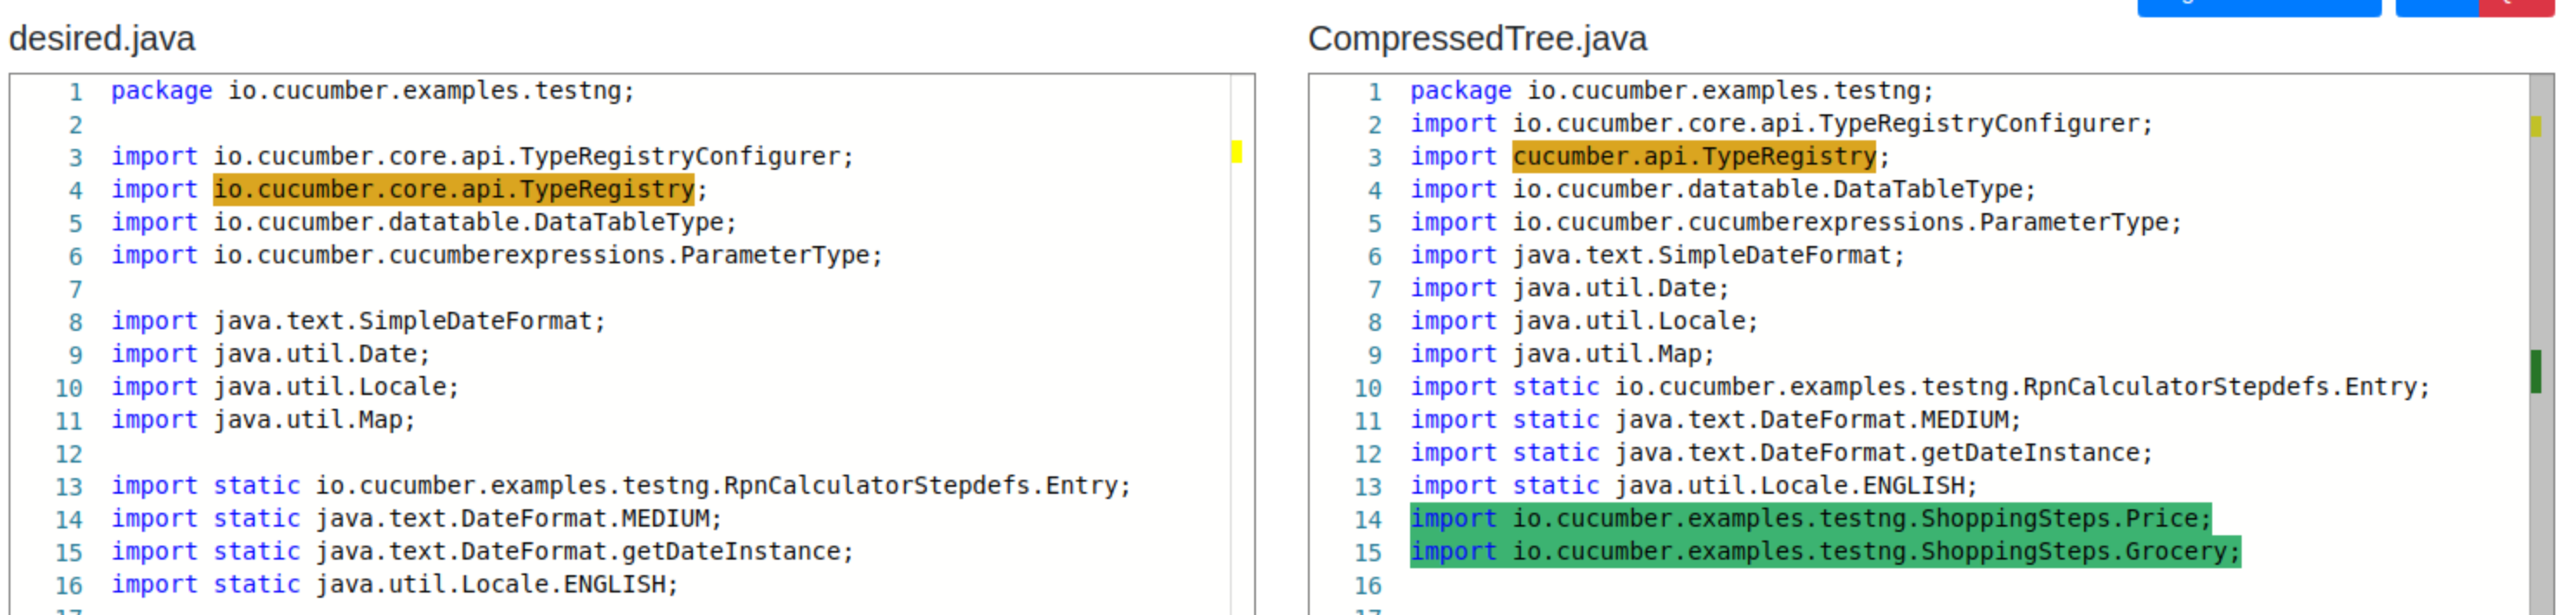 desired.java
1 package io.cucumber.examples.testng;
2
3 import io.cucumber.core.api.TypeRegistryConfigurer;
4 import io.cucumber.core.api.TypeRegistry;
5 import io.cucumber.datatable.DataTableType;
6 import io.cucumber.cucumberexpressions.ParameterType;
7
8 import java.text.SimpleDateFormat;
9 import java.util.Date;
10 import java.util.Locale;
11 import java.util.Map;
12
13 import static io.cucumber.examples.testng.RpnCalculatorStepdefs.Entry;
14 import static java.text.DateFormat.MEDIUM;
15 import static java.text.DateFormat.getDateInstance;
16 import static java.util.Locale.ENGLISH;
17
CompressedTree.java
1 package io.cucumber.examples.testng;
2 import io.cucumber.core.api.TypeRegistryConfigurer;
3 import cucumber.api.TypeRegistry;
4 import io.cucumber.datatable.DataTableType;
5 import io.cucumber.cucumberexpressions.ParameterType;
6 import java.text.SimpleDateFormat;
7 import java.util.Date;
8 import java.util.Locale;
9 import java.util.Map;
10 import static io.cucumber.examples.testng.RpnCalculatorStepdefs.Entry;
11 import static java.text.DateFormat.MEDIUM;
12 import static java.text.DateFormat.getDateInstance;
13 import static java.util.Locale.ENGLISH;
14 import io.cucumber.examples.testng.ShoppingSteps.Price;
15 import io.cucumber.examples.testng.ShoppingSteps.Grocery;
16
17